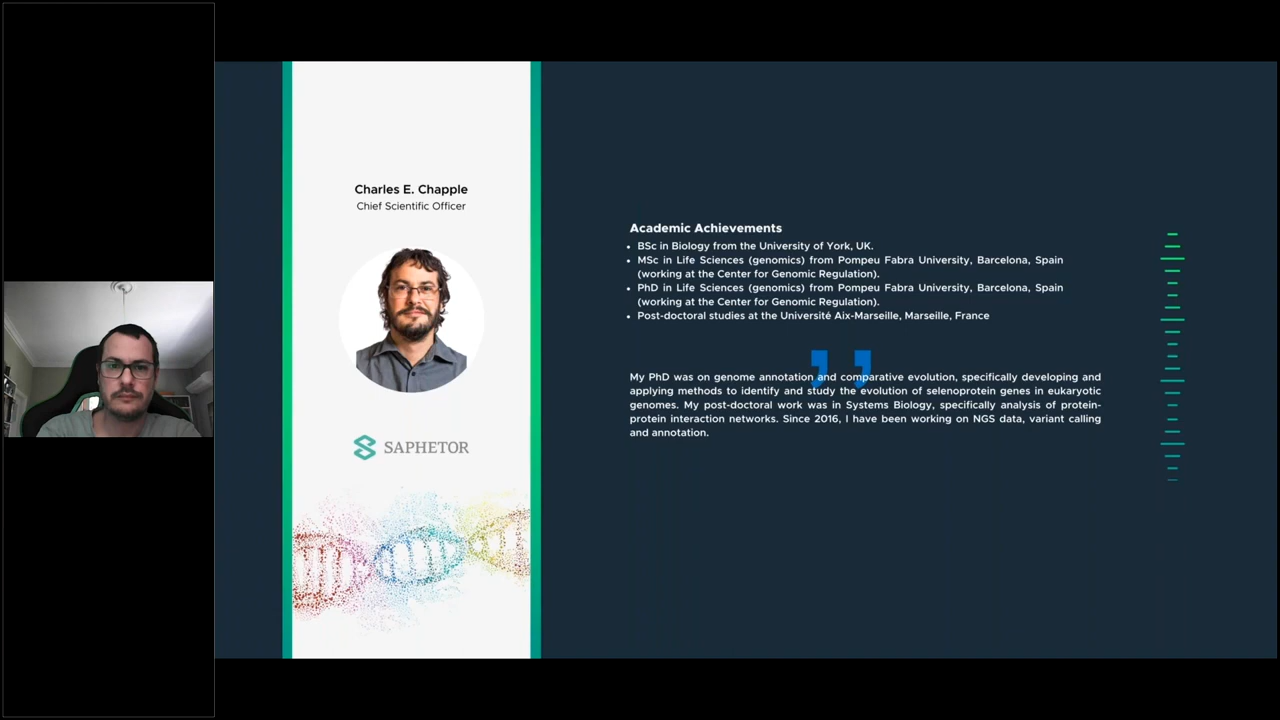 Charles E. Chapple
Chief Scientific Officer
SAPHETOR
Academic Achievements
• BSc in Biology from the University of York, UK.
• MSc in Life Sciences (genomics) from Pompeu Fabra University, Barcelona, Spain
(working at the Center for Genomic Regulation).
• PhD in Life Sciences (genomics) from Pompeu Fabra University, Barcelona, Spain
(working at the Center for Genomic Regulation).
• Post-doctoral studies at the Université Aix-Marseille, Marseille, France
My PhD was on genome annotation and comparative evolution, specifically developing and
applying methods to identify and study the evolution of selenoprotein genes in eukaryotic
genomes. My post-doctoral work was in Systems Biology, specifically analysis of protein-
protein interaction networks. Since 2016, I have been working on NGS data, variant calling
and annotation.